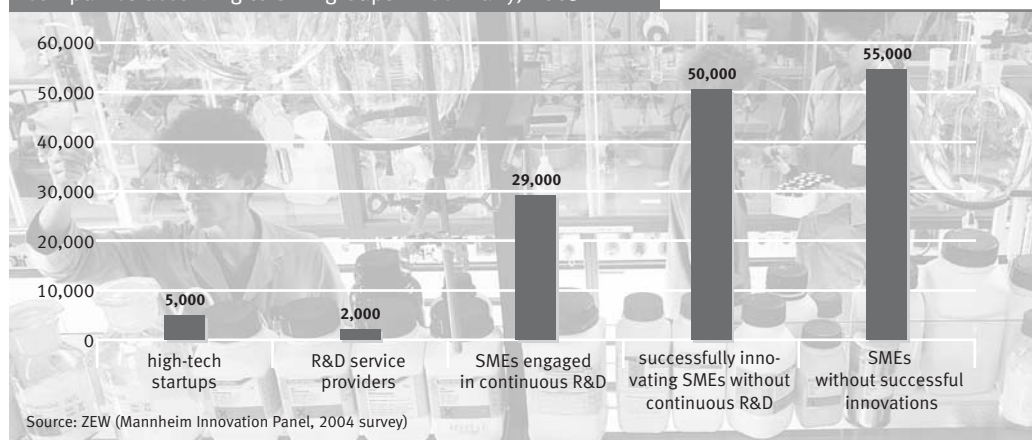 60,000
50,000
40,000
30,000
20,000
10,000
0
5,000
2,000
29,000
50,000
55,000
high-tech
startups
R&D service
providers
SMEs engaged
in continuous R&D
successfully inno-
vating SMEs without
continuous R&D
SMEs
without successful
innovations
Source: ZEW (Mannheim Innovation Panel, 2004 survey)